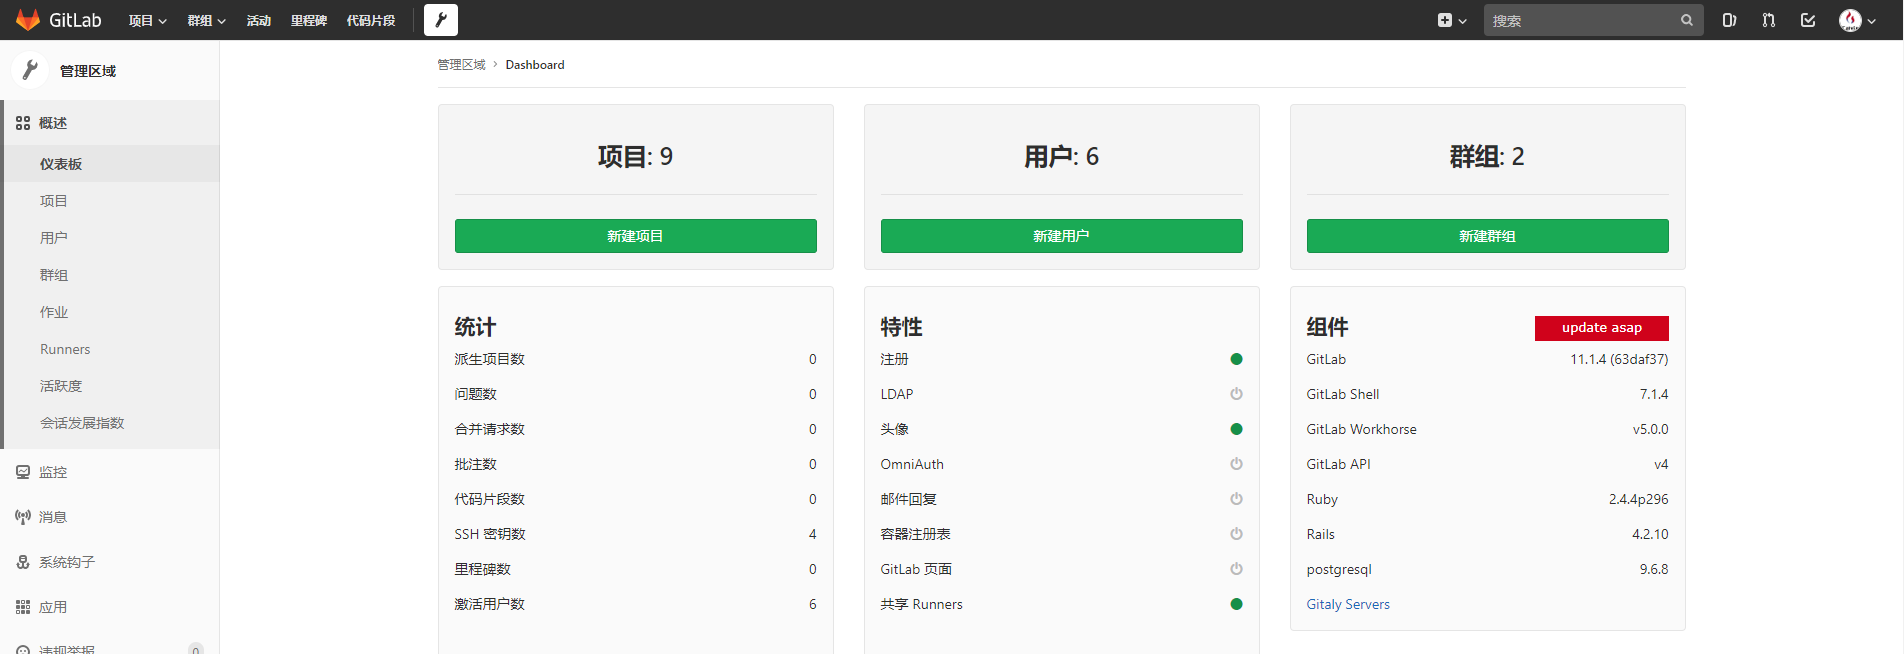 GitLab 项目 群组 活动 里程碑 代码片段 搜索
管理区域
概述
仪表板
项目
用户
群组
作业
Runners
活跃度
会话发展指数
监控
消息
系统钩子
应用
违规举报 0
管理区域 › Dashboard
项目: 9
新建项目
用户: 6
新建用户
群组: 2
新建群组
统计
派生项目数 0
问题数 0
合并请求数 0
批注数 0
代码片段数 0
SSH 密钥数 4
里程碑数 0
激活用户数 6
特性
注册
LDAP
头像
OmniAuth
邮件回复
容器注册表
GitLab 页面
共享 Runners
组件 update asap
GitLab 11.1.4 (63daf37)
GitLab Shell 7.1.4
GitLab Workhorse v5.0.0
GitLab API v4
Ruby 2.4.4p296
Rails 4.2.10
postgresql 9.6.8
Gitaly Servers